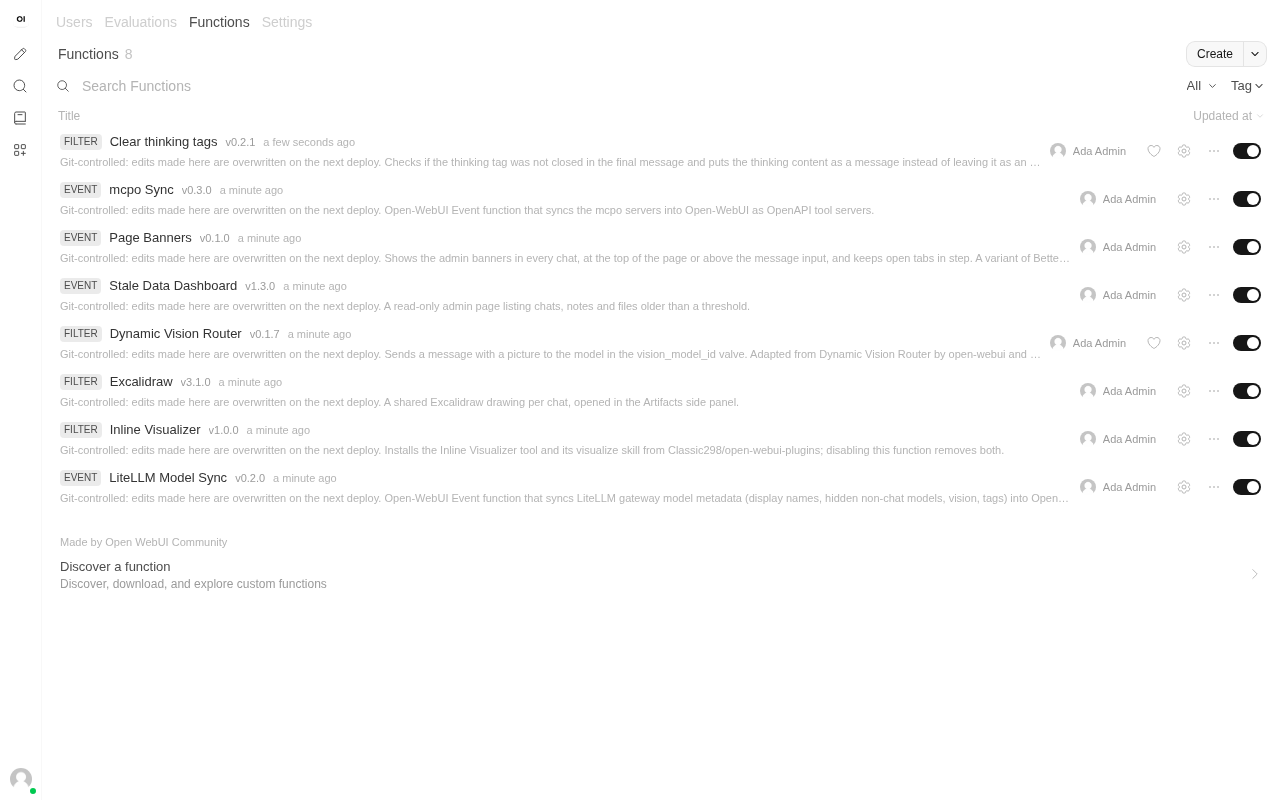 OI
Users Evaluations Functions Settings
Functions 8
Create
Search Functions
All Tag
Title
Updated at
FILTER Clear thinking tags v0.2.1 a few seconds ago
Git-controlled: edits made here are overwritten on the next deploy. Checks if the thinking tag was not closed in the final message and puts the thinking content as a message instead of leaving it as an ...
Ada Admin
EVENT mcpo Sync v0.3.0 a minute ago
Git-controlled: edits made here are overwritten on the next deploy. Open-WebUI Event function that syncs the mcpo servers into Open-WebUI as OpenAPI tool servers.
Ada Admin
EVENT Page Banners v0.1.0 a minute ago
Git-controlled: edits made here are overwritten on the next deploy. Shows the admin banners in every chat, at the top of the page or above the message input, and keeps open tabs in step. A variant of Bette...
Ada Admin
EVENT Stale Data Dashboard v1.3.0 a minute ago
Git-controlled: edits made here are overwritten on the next deploy. A read-only admin page listing chats, notes and files older than a threshold.
Ada Admin
FILTER Dynamic Vision Router v0.1.7 a minute ago
Git-controlled: edits made here are overwritten on the next deploy. Sends a message with a picture to the model in the vision_model_id valve. Adapted from Dynamic Vision Router by open-webui and ...
Ada Admin
FILTER Excalidraw v3.1.0 a minute ago
Git-controlled: edits made here are overwritten on the next deploy. A shared Excalidraw drawing per chat, opened in the Artifacts side panel.
Ada Admin
FILTER Inline Visualizer v1.0.0 a minute ago
Git-controlled: edits made here are overwritten on the next deploy. Installs the Inline Visualizer tool and its visualize skill from Classic298/open-webui-plugins; disabling this function removes both.
Ada Admin
EVENT LiteLLM Model Sync v0.2.0 a minute ago
Git-controlled: edits made here are overwritten on the next deploy. Open-WebUI Event function that syncs LiteLLM gateway model metadata (display names, hidden non-chat models, vision, tags) into Open...
Ada Admin
Made by Open WebUI Community
Discover a function
Discover, download, and explore custom functions